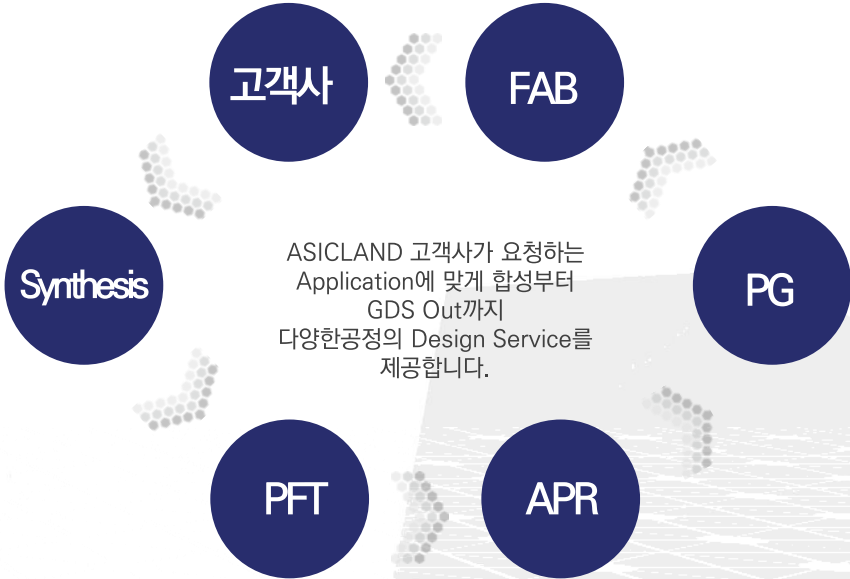 고객사
FAB
Synthesis
PG
ASICLAND 고객사가 요청하는
Application에 맞게 합성부터
GDS Out까지
다양한공정의 Design Service를
제공합니다.
PFT
APR